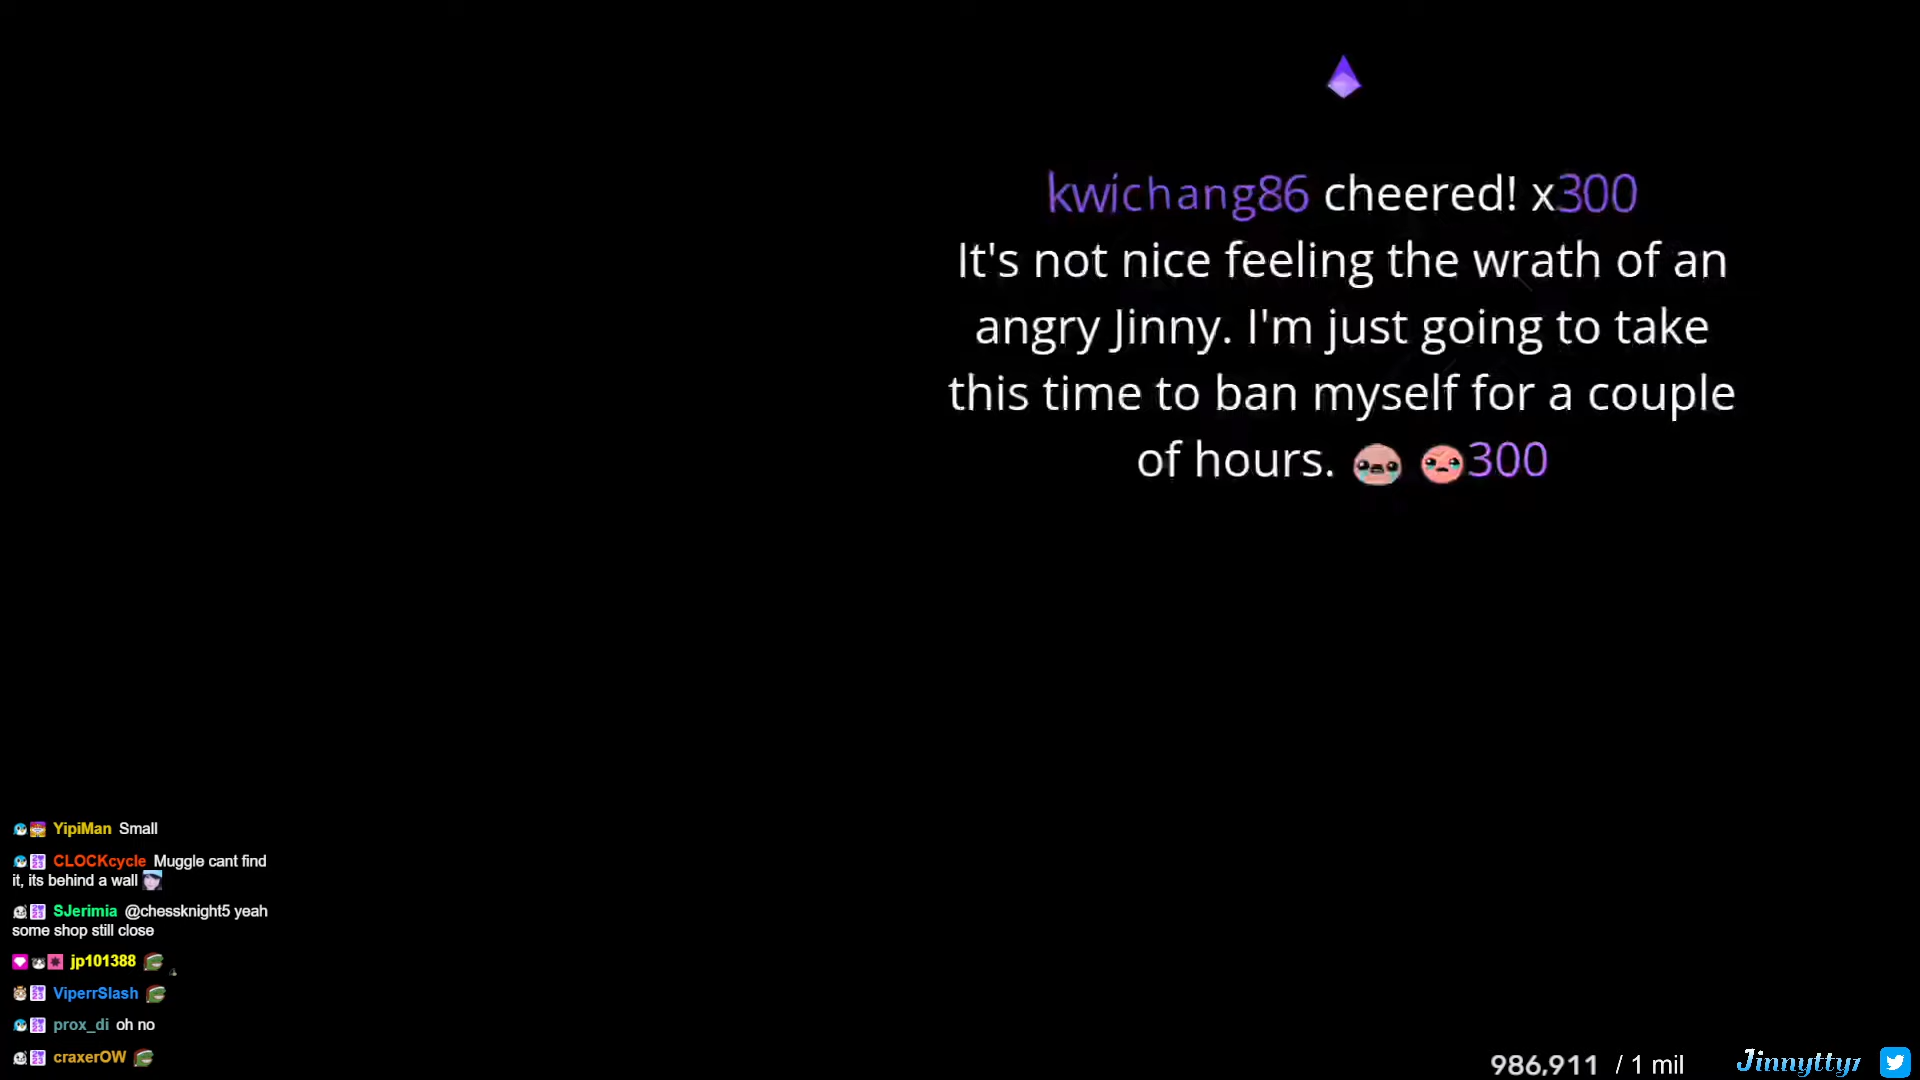 kwichang86 cheered! x300
It's not nice feeling the wrath of an
angry Jinny. I'm just going to take
this time to ban myself for a couple
of hours. 300
YipiMan Small
CLOCKcycle Muggle cant find
it, its behind a wall
SJerimia @chessknight5 yeah
some shop still close
jp101388
ViperrSlash
prox_di oh no
craxerOW
986,911 / 1 mil Jinnytty1